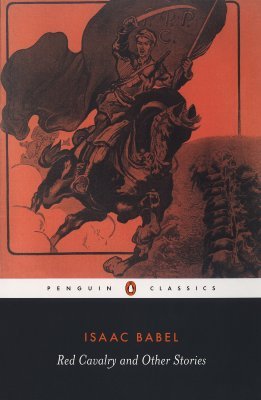 Р. С.
PENGUIN CLASSICS
ISAAC BABEL
Red Cavalry and Other Stories